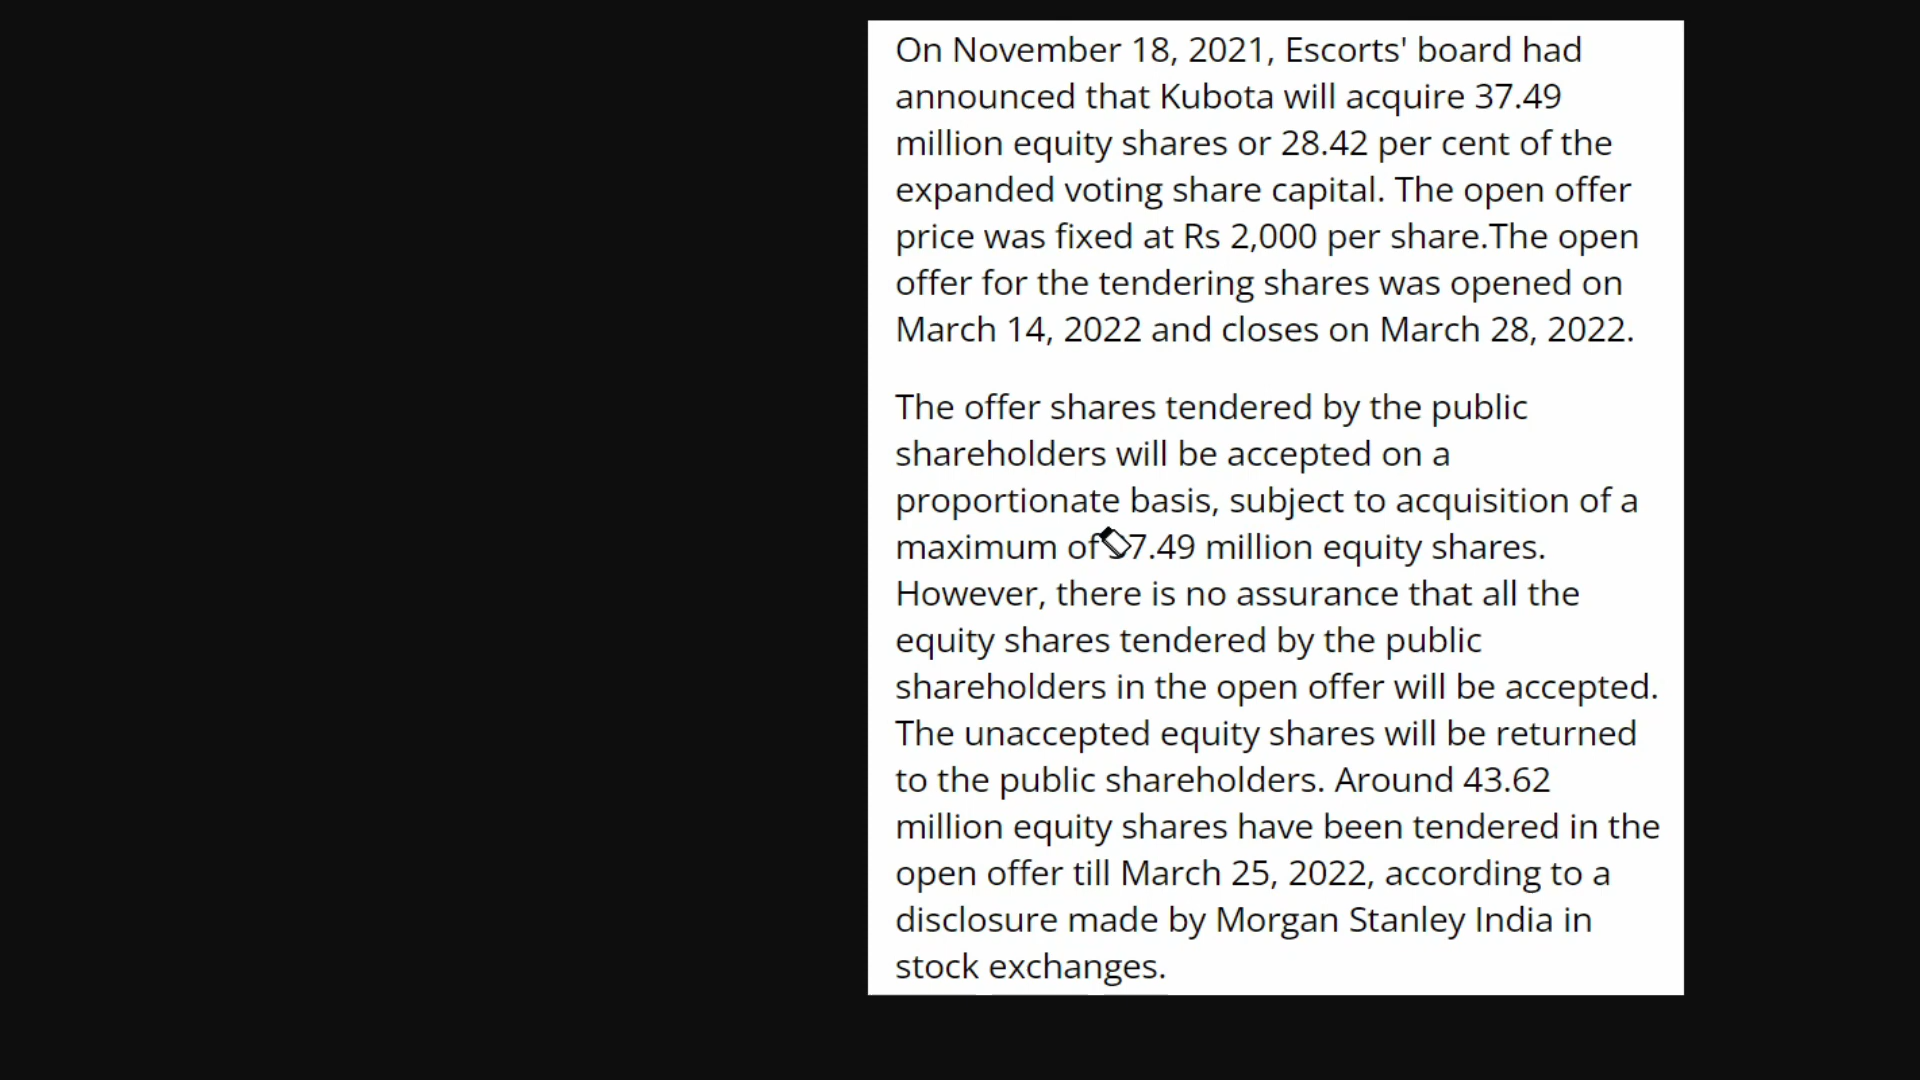 On November 18, 2021, Escorts' board had
announced that Kubota will acquire 37.49
million equity shares or 28.42 per cent of the
expanded voting share capital. The open offer
price was fixed at Rs 2,000 per share.The open
offer for the tendering shares was opened on
March 14, 2022 and closes on March 28, 2022.
The offer shares tendered by the public
shareholders will be accepted on a
proportionate basis, subject to acquisition of a
maximum of 37.49 million equity shares.
However, there is no assurance that all the
equity shares tendered by the public
shareholders in the open offer will be accepted.
The unaccepted equity shares will be returned
to the public shareholders. Around 43.62
million equity shares have been tendered in the
open offer till March 25, 2022, according to a
disclosure made by Morgan Stanley India in
stock exchanges.